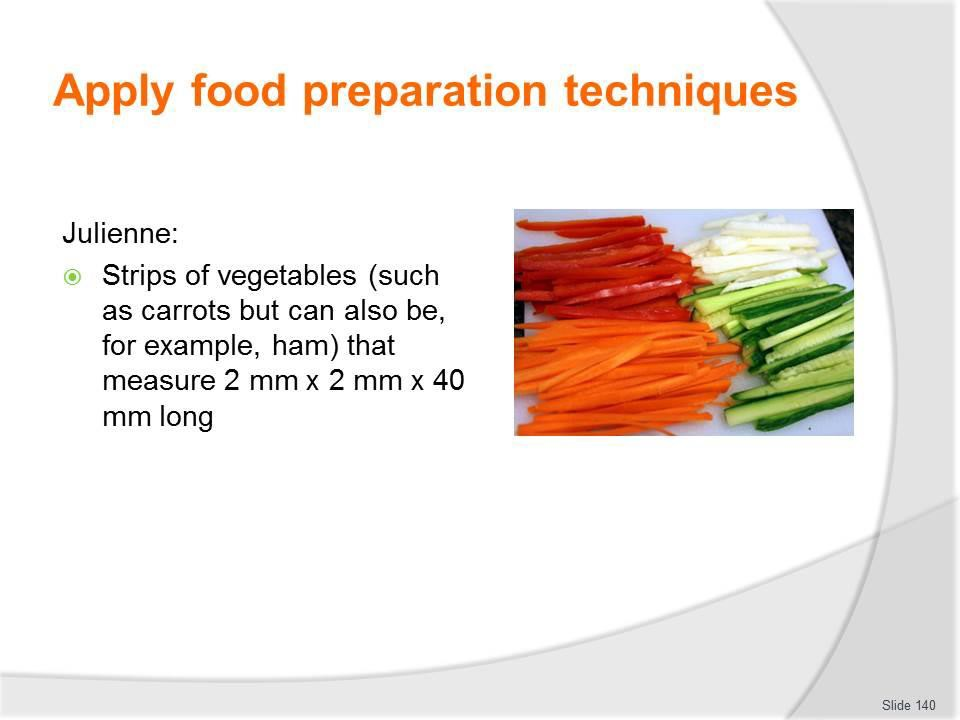 Apply food preparation techniques
Julienne:
Strips of vegetables (such
as carrots but can also be,
for example, ham) that
measure 2 mm x 2 mm x 40
mm long
Slide 140